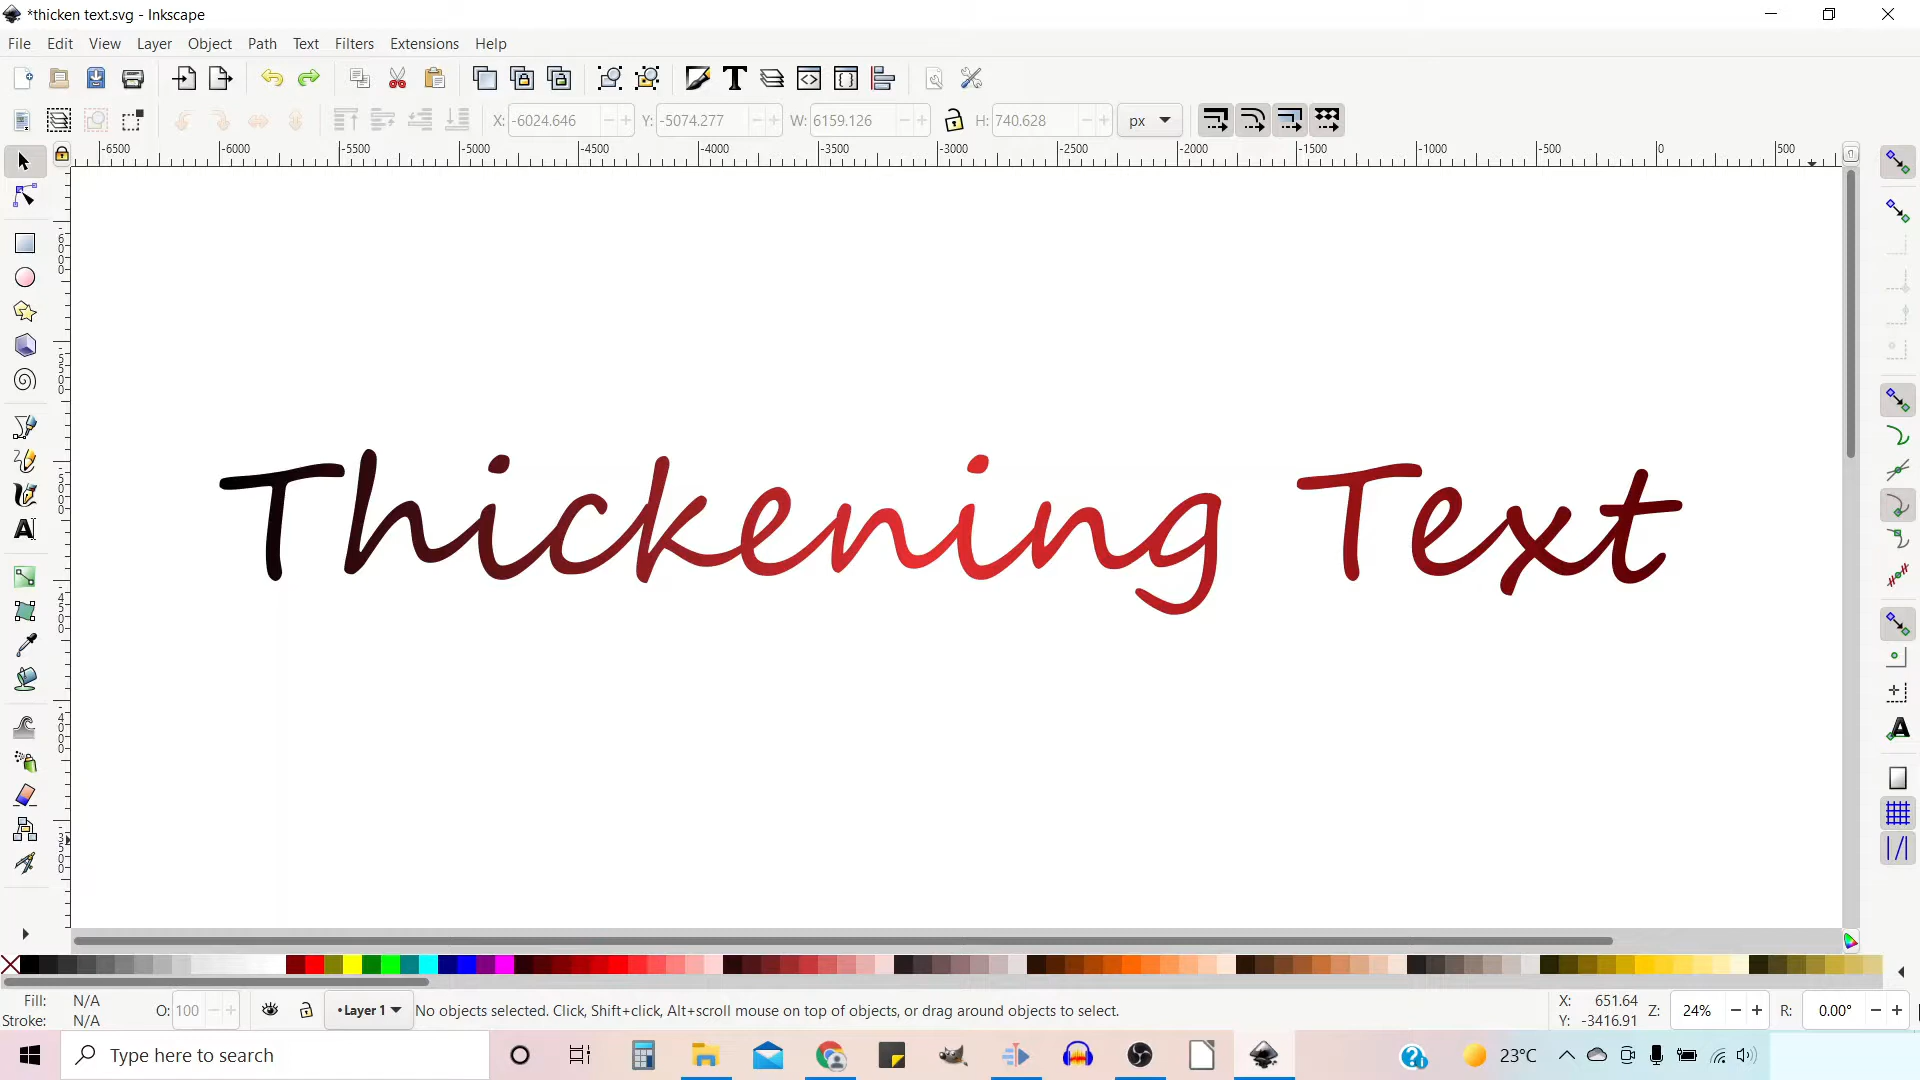 *thicken text.svg - Inkscape
File Edit View Layer Object Path Text Filters Extensions Help
X: -6024.646 Y: -5074.277 W: 6159.126 H: 740.628 px
-6500 -6000 -5500 -5000 -4500 -4000 -3500 -3000 -2500 -2000 -1500 -1000 -500 0 500
Thickening Text
Fill: N/A O: 100 •Layer 1 No objects selected. Click, Shift+click, Alt+scroll mouse on top of objects, or drag around objects to select. X: 651.64 Z: 24% R: 0.00°
Stroke: N/A Y: -3416.91
Type here to search 23°C